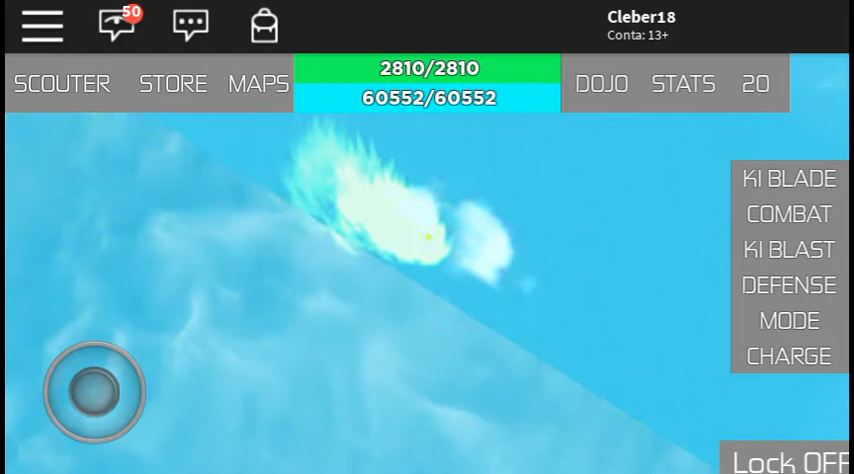 50
Cleber18
Conta: 13+
SCOUTER STORE MAPS 2810/2810 DOJO STATS 20
60552/60552
KI BLADE
COMBAT
KI BLAST
DEFENSE
MODE
CHARGE
Lock OFF